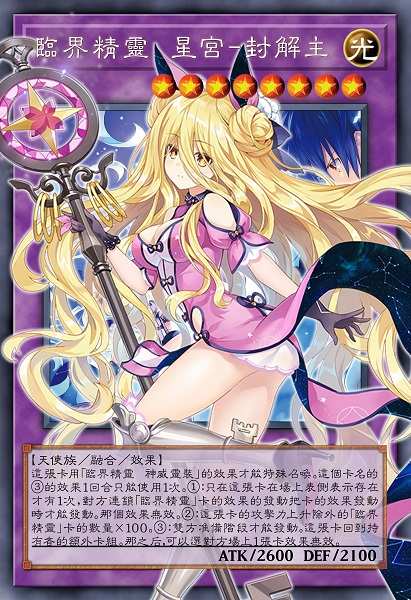 臨界精靈 星宮-封解主
光
【天使族／融合／效果】
這張卡用「臨界精靈 神威靈裝」的效果才能特殊召喚。這個卡名的
③的效果1回合只能使用1次。①:只在這張卡在場上表側表示存在
才有1次,對方連鎖「臨界精靈」卡的效果的發動把卡的效果發動
時才能發動。那個效果無效。②:這張卡的攻擊力上升除外的「臨界
精靈」卡的數量×100。③:雙方準備階段才能發動。這張卡回到持
有者的額外卡組。那之後,可以選對方場上1張卡效果無效。
ATK/2600 DEF/2100